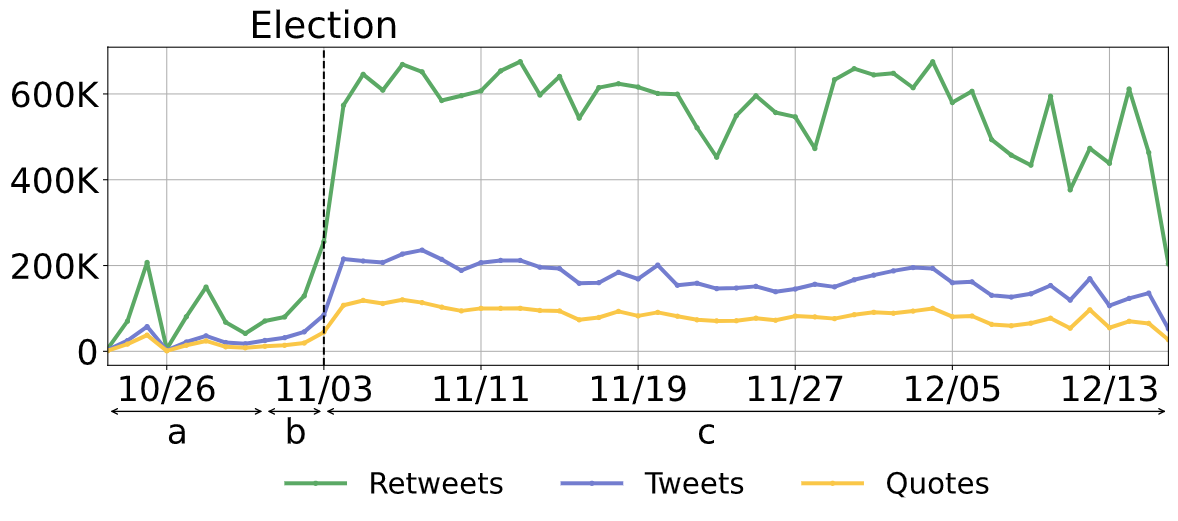 Election
600K
400K
200K
0
10/26 11/03 11/11 11/19 11/27 12/05 12/13
a b c
Retweets Tweets Quotes